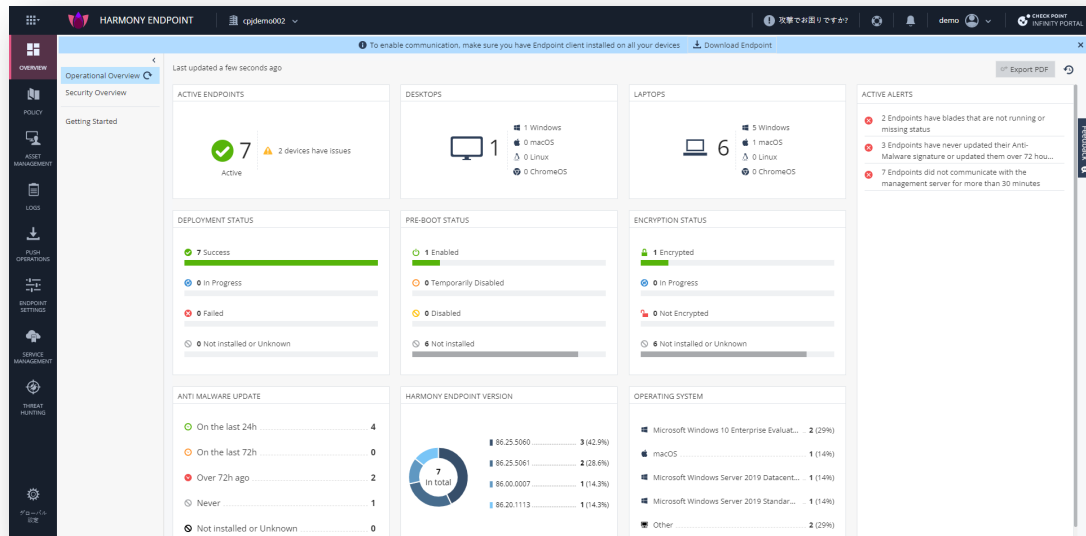 HARMONY ENDPOINT
cpjdemo002
攻撃でお困りですか?
demo
CHECK POINT
INFINITY PORTAL
To enable communication, make sure you have Endpoint client installed on all your devices
Download Endpoint
OVERVIEW
POLICY
ASSET
MANAGEMENT
LOGS
PUSH
OPERATIONS
ENDPOINT
SETTINGS
SERVICE
MANAGEMENT
THREAT
HUNTING
グローバル
設定
Operational Overview
Security Overview
Getting Started
Last updated a few seconds ago
Export PDF
ACTIVE ENDPOINTS
7
Active
2 devices have issues
DESKTOPS
1
1 Windows
0 macOS
0 Linux
0 ChromeOS
LAPTOPS
6
5 Windows
1 macOS
0 Linux
0 ChromeOS
ACTIVE ALERTS
2 Endpoints have blades that are not running or
missing status
3 Endpoints have never updated their Anti-
Malware signature or updated them over 72 hou...
7 Endpoints did not communicate with the
management server for more than 30 minutes
Feedback
DEPLOYMENT STATUS
7 Success
0 In Progress
0 Failed
0 Not installed or Unknown
PRE-BOOT STATUS
1 Enabled
0 Temporarily Disabled
0 Disabled
6 Not installed
ENCRYPTION STATUS
1 Encrypted
0 In Progress
0 Not Encrypted
6 Not installed or Unknown
ANTI MALWARE UPDATE
On the last 24h 4
On the last 72h 0
Over 72h ago 2
Never 1
Not installed or Unknown 0
HARMONY ENDPOINT VERSION
7
In total
86.25.5060 3 (42.9%)
86.25.5061 2 (28.6%)
86.00.0007 1 (14.3%)
86.20.1113 1 (14.3%)
OPERATING SYSTEM
Microsoft Windows 10 Enterprise Evaluat... 2 (29%)
macOS 1 (14%)
Microsoft Windows Server 2019 Datacent... 1 (14%)
Microsoft Windows Server 2019 Standar... 1 (14%)
Other 2 (29%)